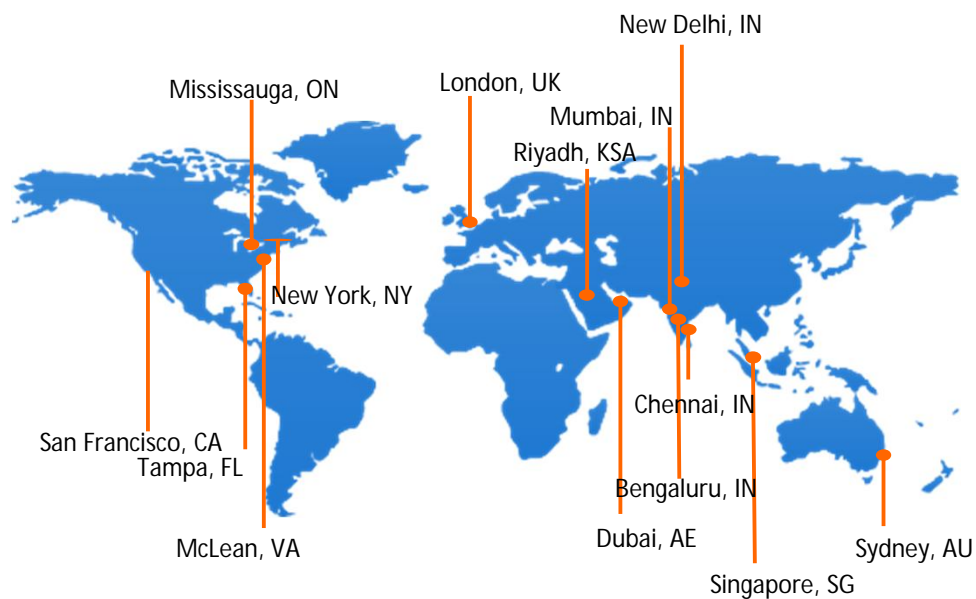 New Delhi, IN
Mississauga, ON
London, UK
Mumbai, IN
Riyadh, KSA
New York, NY
Chennai, IN
San Francisco, CA
Tampa, FL
Bengaluru, IN
Dubai, AE
McLean, VA
Sydney, AU
Singapore, SG